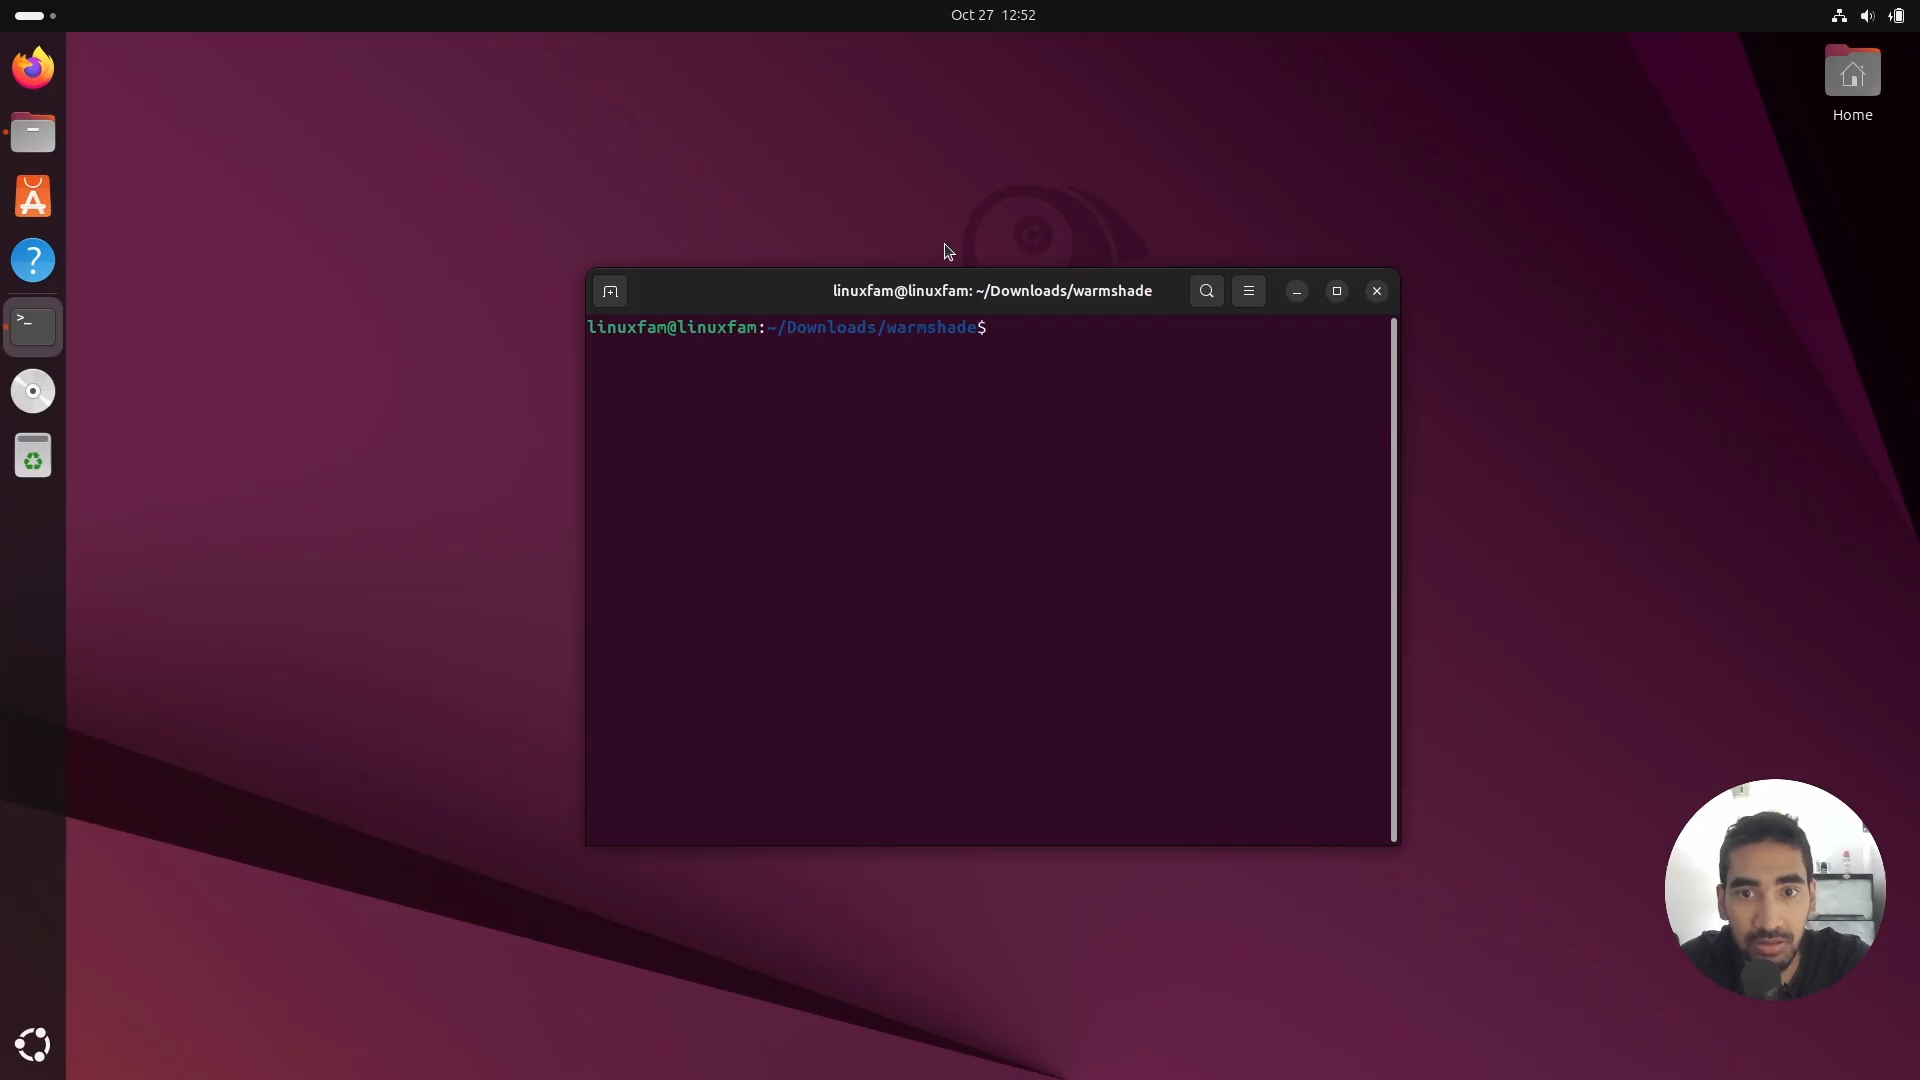 Oct 27 12:52
Home
linuxfam@linuxfam: ~/Downloads/warmshade
linuxfam@linuxfam:~/Downloads/warmshade$